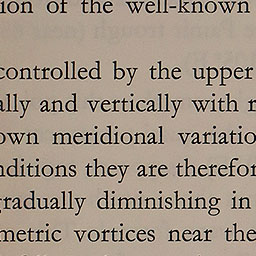 ion of the well-known
controlled by the upper
ally and vertically with r
own meridional variatio
nditions they are therefor
gradually diminishing in
metric vortices near the